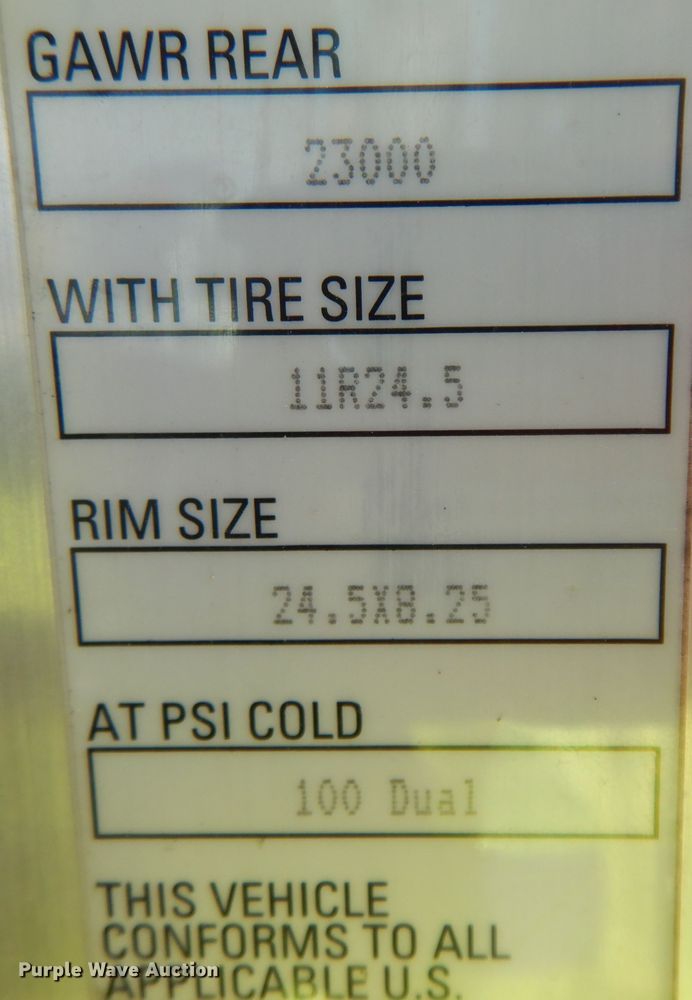 GAWR REAR
23000
WITH TIRE SIZE
11R24.5
RIM SIZE
24.5X8.25
AT PSI COLD
100 Dual
THIS VEHICLE
CONFORMS TO ALL
APPLICABLE U.S.
Purple Wave Auction